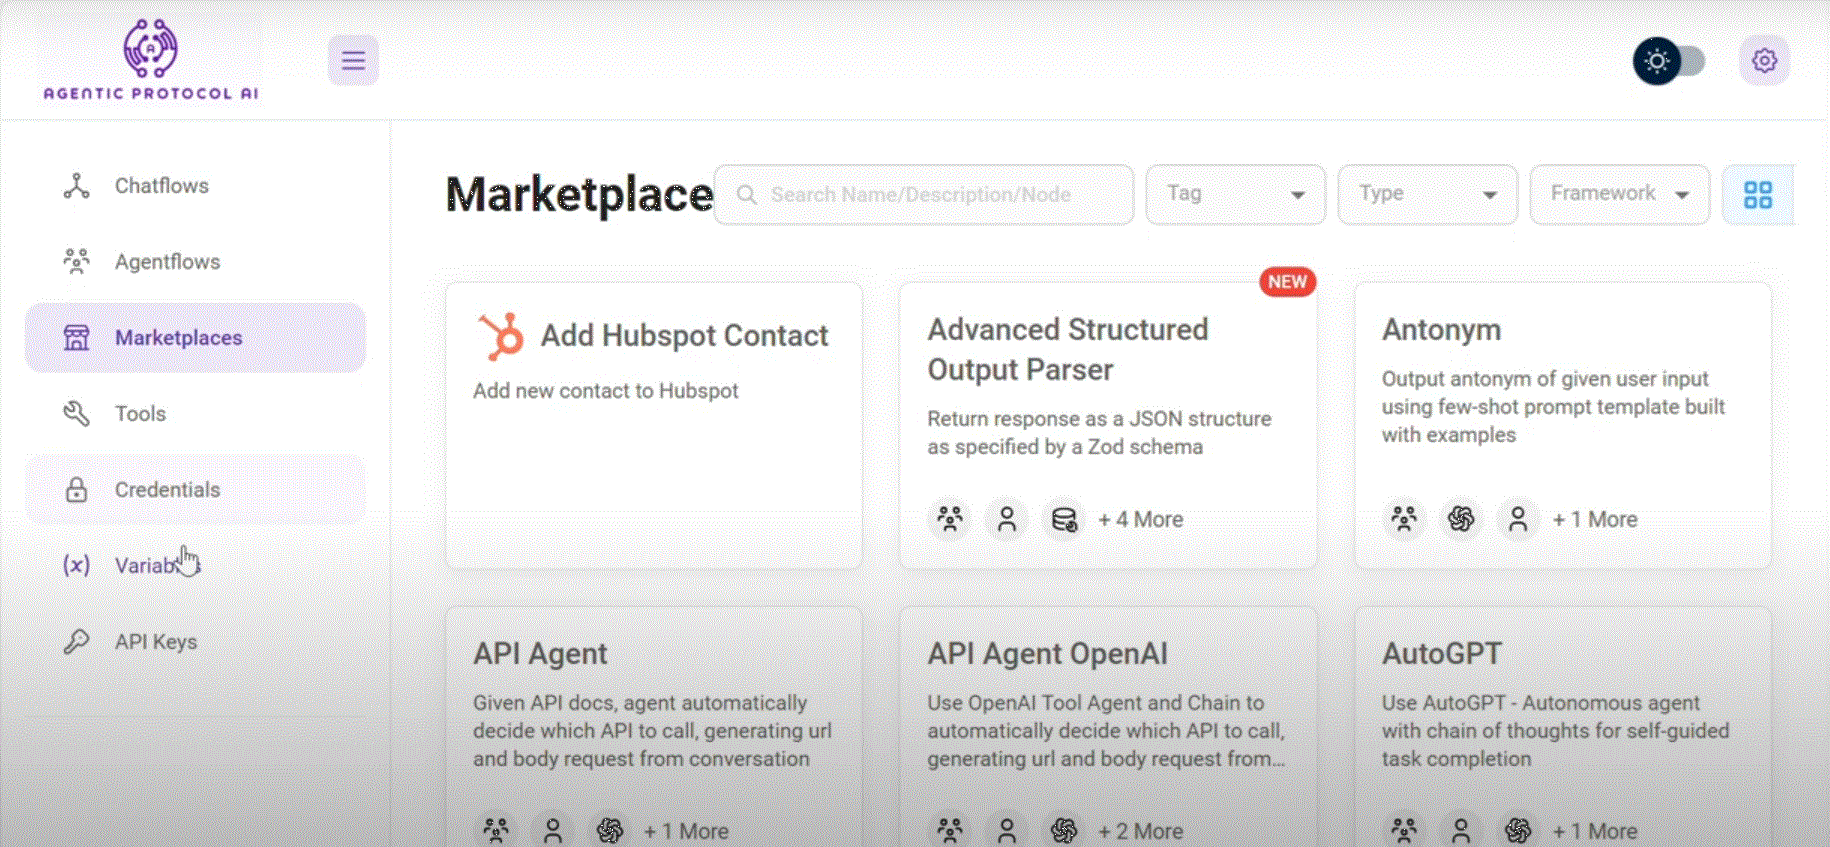 A
AGENTIC PROTOCOL AI
Chatflows
Agentflows
Marketplaces
Tools
Credentials
(x)
API Keys
Marketplace
Search Name/Description/Node
Tag
Type
Framework
Add Hubspot Contact
Add new contact to Hubspot
NEW
Advanced Structured
Output Parser
Return response as a JSON structure
as specified by a Zod schema
+ 4 More
Antonym
Output antonym of given user input
using few-shot prompt template built
with examples
+ 1 More
API Agent
Given API docs, agent automatically
decide which API to call, generating url
and body request from conversation
+ 1 More
API Agent OpenAI
Use OpenAI Tool Agent and Chain to
automatically decide which API to call,
generating url and body request from...
+ 2 More
AutoGPT
Use AutoGPT - Autonomous agent
with chain of thoughts for self-guided
task completion
+ 1 More